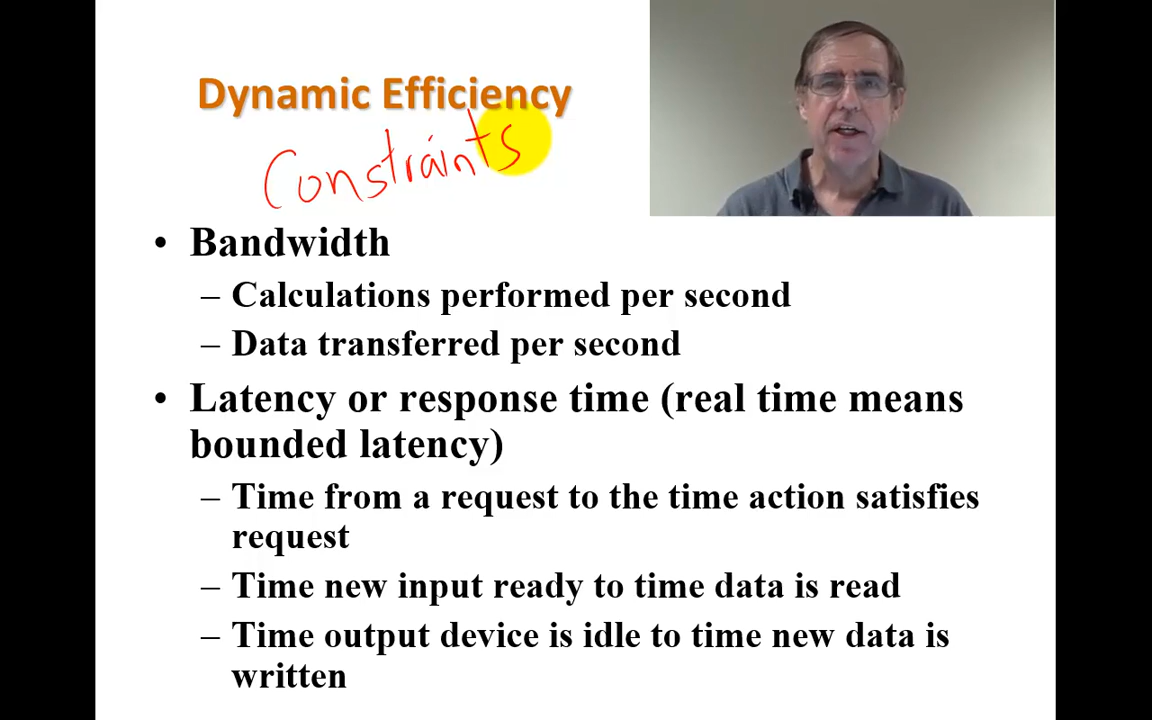 Dynamic Efficiency
Constraints
• Bandwidth
– Calculations performed per second
– Data transferred per second
• Latency or response time (real time means
bounded latency)
– Time from a request to the time action satisfies
request
– Time new input ready to time data is read
– Time output device is idle to time new data is
written